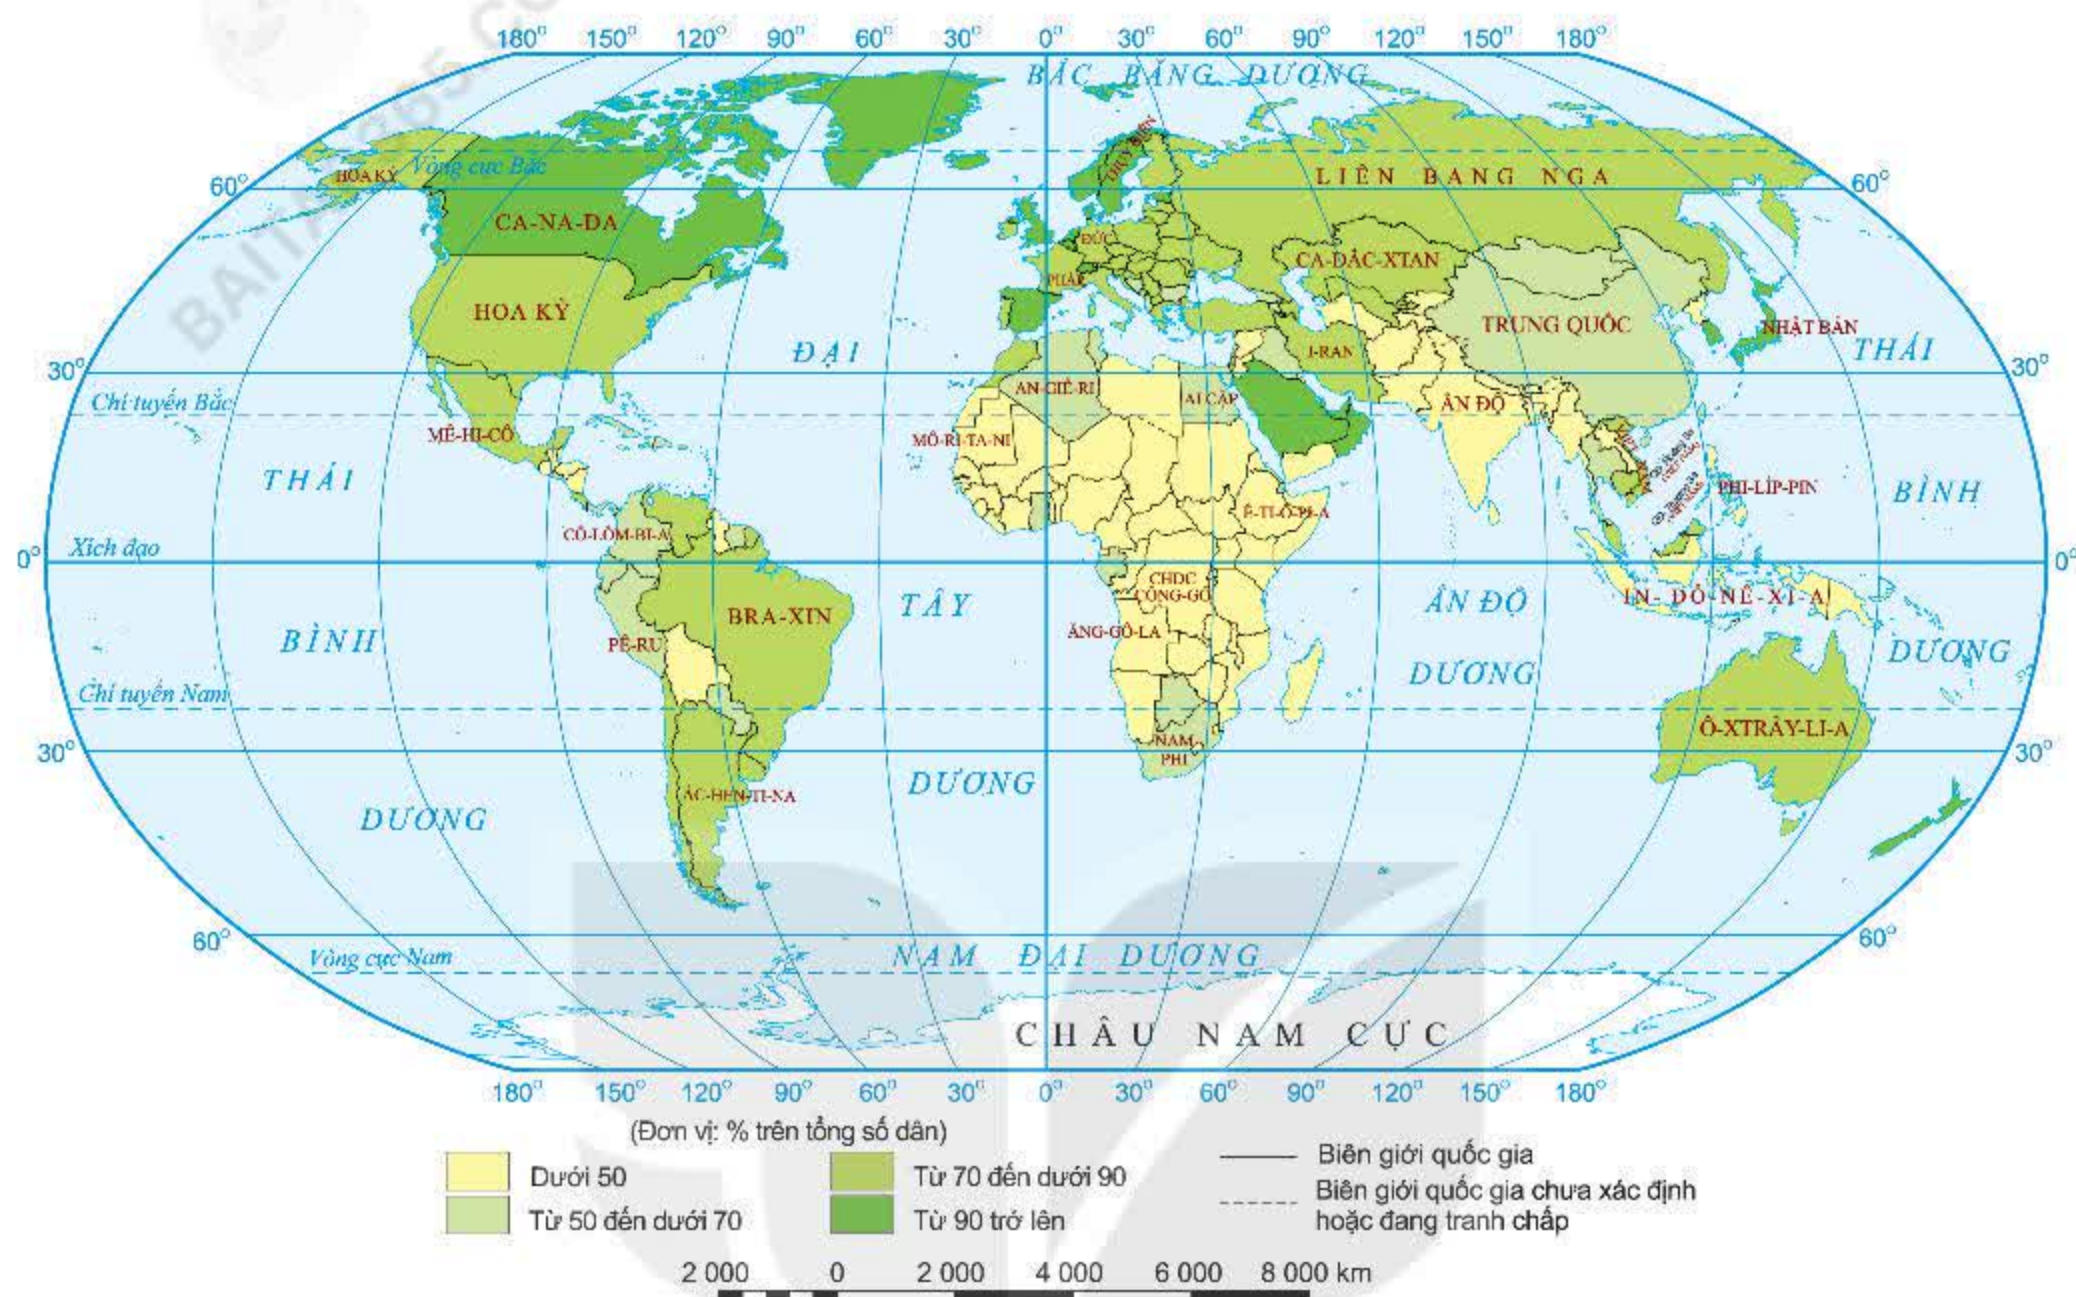 180° 150° 120° 90° 60° 30° 0° 30° 60° 90° 120° 150° 180°
BẮC BĂNG DƯƠNG
HOA KỲ
Vòng cực Bắc
THỤY ĐIỂN
LIÊN BANG NGA
60°
60°
CA-NA-DA
ĐỨC
CA-DẮC-XTAN
PHÁP
HOA KỲ
TRUNG QUỐC
NHẬT BẢN
ĐẠI
I-RAN
THÁI
30°
30°
AN-GIÊ-RI
AI CẬP
ẤN ĐỘ
Chí tuyến Bắc
MÊ-HI-CÔ
MÔ-RI-TA-NI
THÁI
PHI-LÍP-PIN
BÌNH
Ê-TI-Ô-PI-A
CÔ-LÔM-BI-A
Xích đạo
0°
0°
CHDC
CÔNG-GÔ
IN-ĐÔ-NÊ-XI-A
TÂY
ẤN ĐỘ
BRA-XIN
ĂNG-GÔ-LA
BÌNH
PÊ-RU
DƯƠNG
DƯƠNG
Chí tuyến Nam
Ô-XTRÂY-LI-A
NAM
PHI
30°
30°
DƯƠNG
ÁC-HEN-TI-NA
DƯƠNG
60°
60°
Vòng cực Nam
NAM ĐẠI DƯƠNG
CHÂU NAM CỰC
180° 150° 120° 90° 60° 30° 0° 30° 60° 90° 120° 150° 180°
(Đơn vị: % trên tổng số dân)
Dưới 50
Từ 50 đến dưới 70
Từ 70 đến dưới 90
Từ 90 trở lên
Biên giới quốc gia
Biên giới quốc gia chưa xác định
hoặc đang tranh chấp
2 000 0 2 000 4 000 6 000 8 000 km